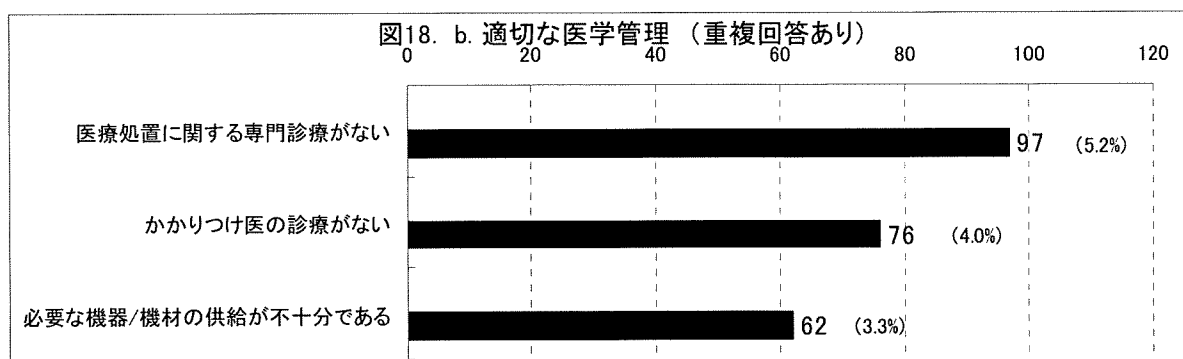 図18. b. 適切な医学管理 (重複回答あり)
0 20 40 60 80 100 120
医療処置に関する専門診療がない 97 (5.2%)
かかりつけ医の診療がない 76 (4.0%)
必要な機器/機材の供給が不十分である 62 (3.3%)